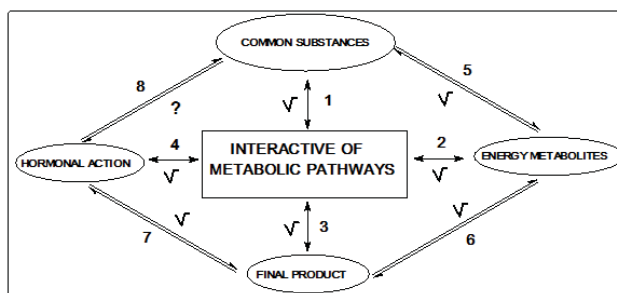 COMMON SUBSTANCES
8
5
?
√
1
√
4
HORMONAL ACTION
√
INTERACTIVE OF
METABOLIC PATHWAYS
2
√
ENERGY METABOLITES
√
7
√
3
√
6
FINAL PRODUCT